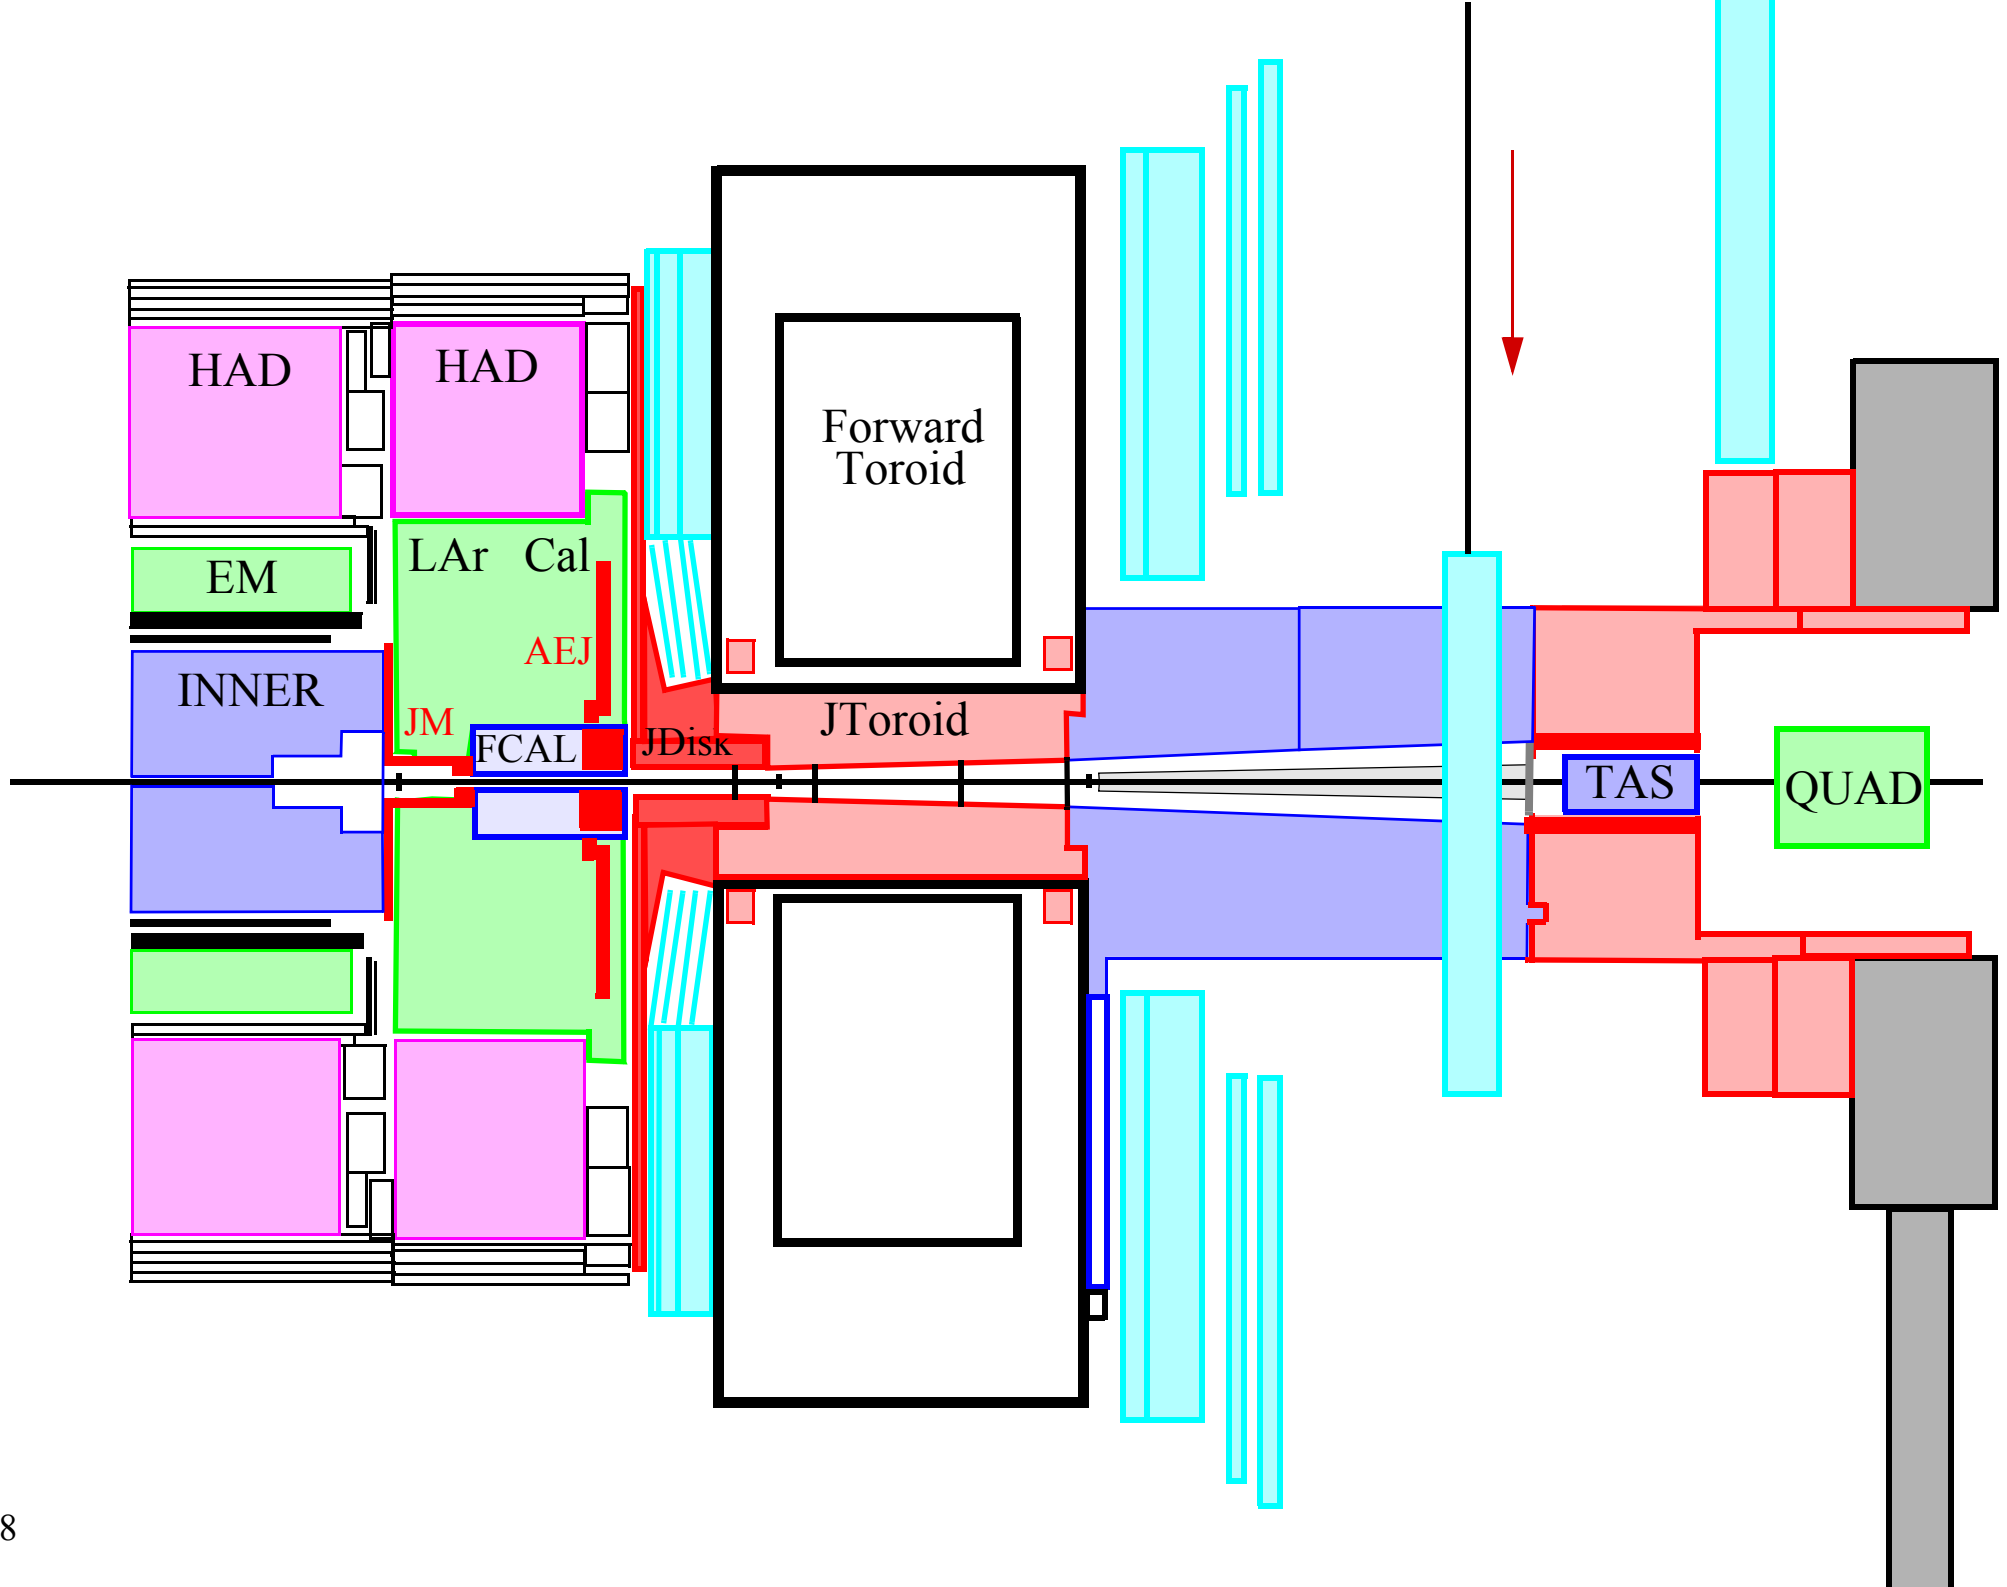 HAD
HAD
Forward
Toroid
LAr Cal
EM
AEJ
INNER
JM
JToroid
FCAL
JDisk
TAS
QUAD
8